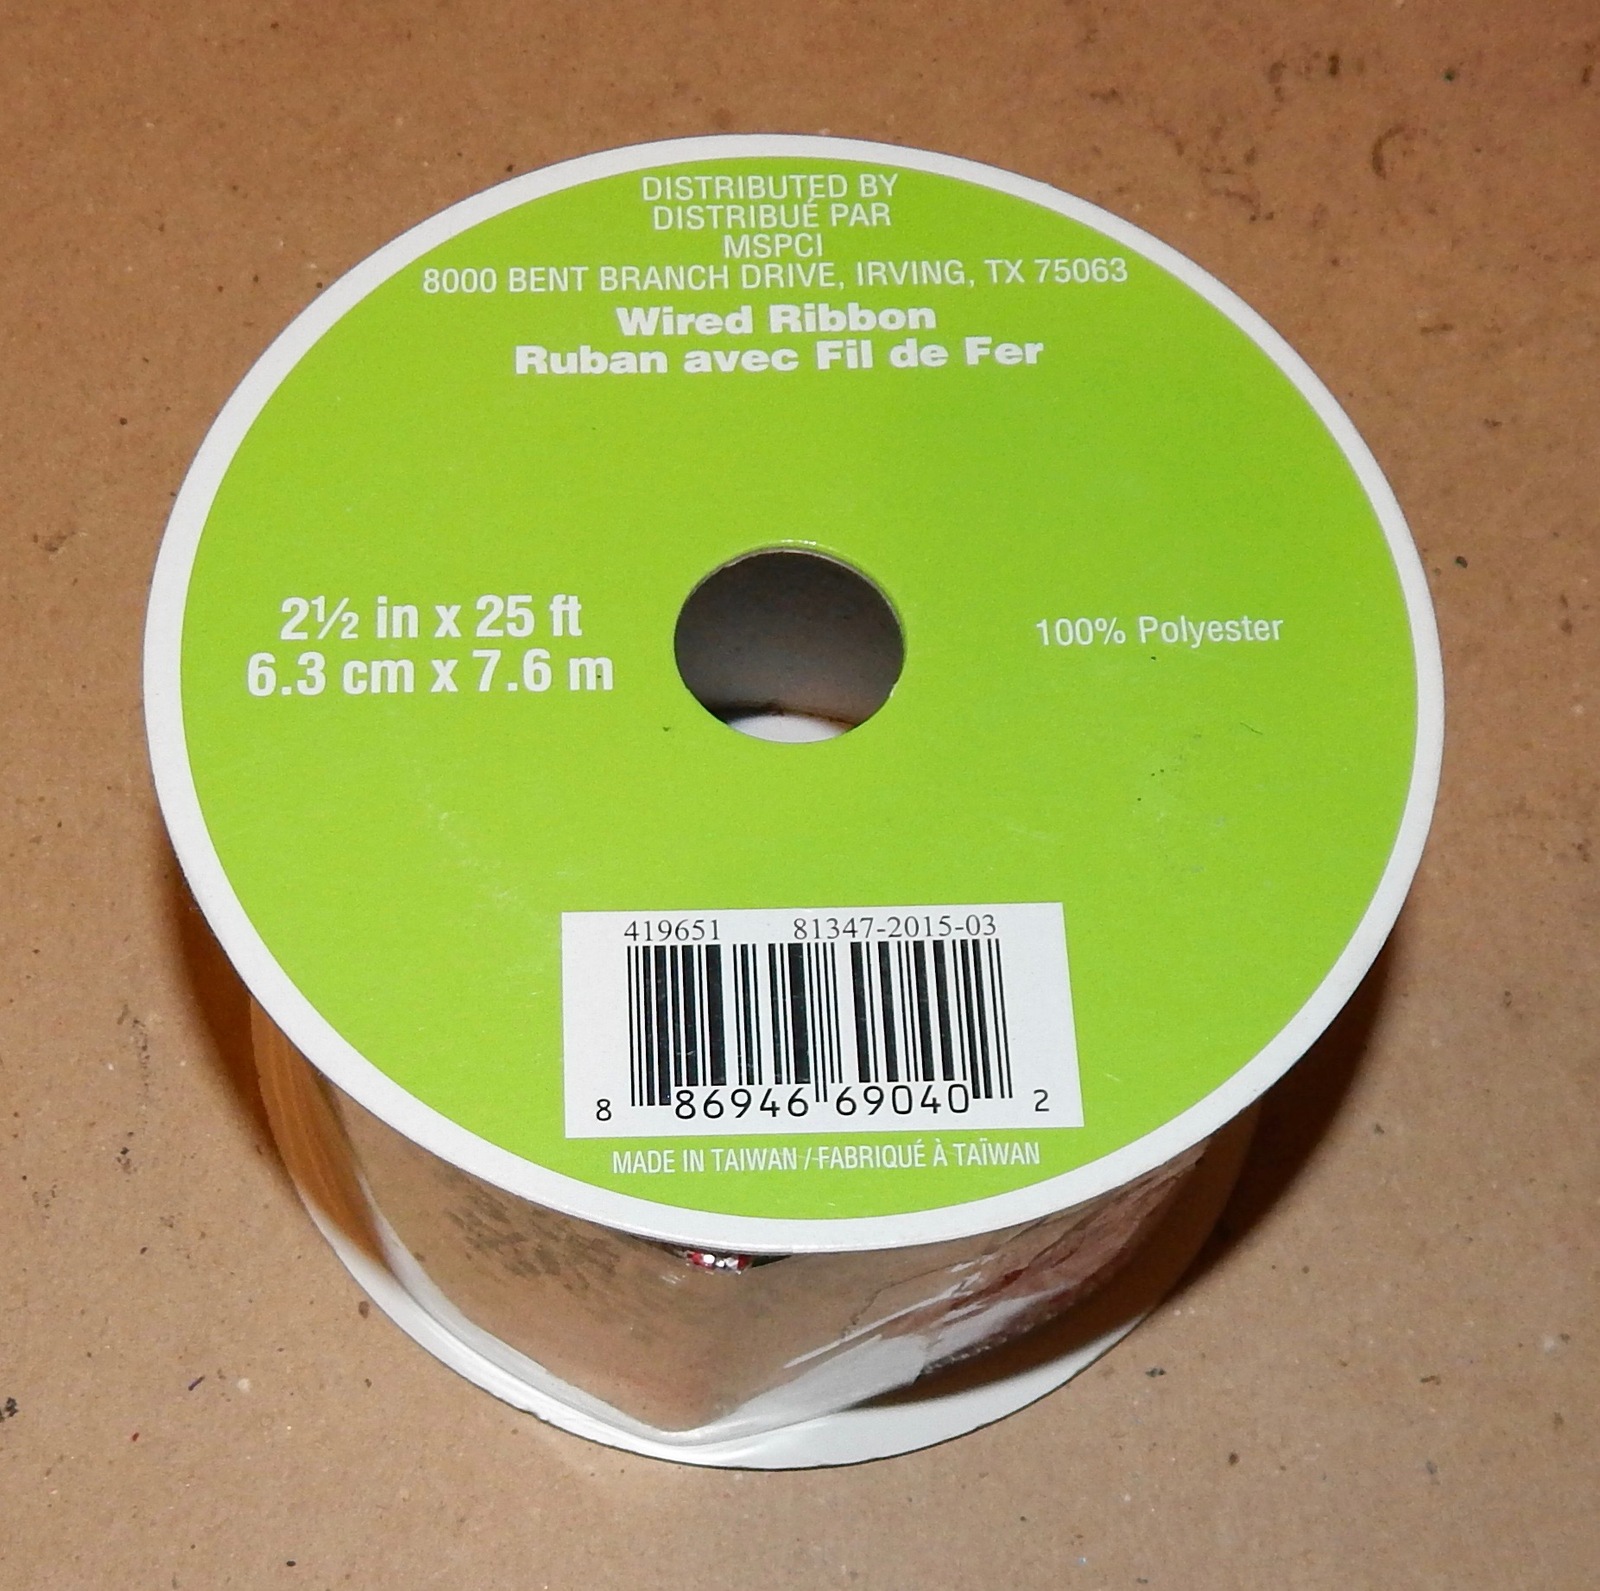 DISTRIBUTED BY
DISTRIBUÉ PAR
MSPCI
8000 BENT BRANCH DRIVE, IRVING, TX 75063
Wired Ribbon
Ruban avec Fil de Fer
2½ in x 25 ft
6.3 cm x 7.6 m
100% Polyester
419651 81347-2015-03
8 86946 69040 2
MADE IN TAIWAN / FABRIQUÉ À TAÏWAN